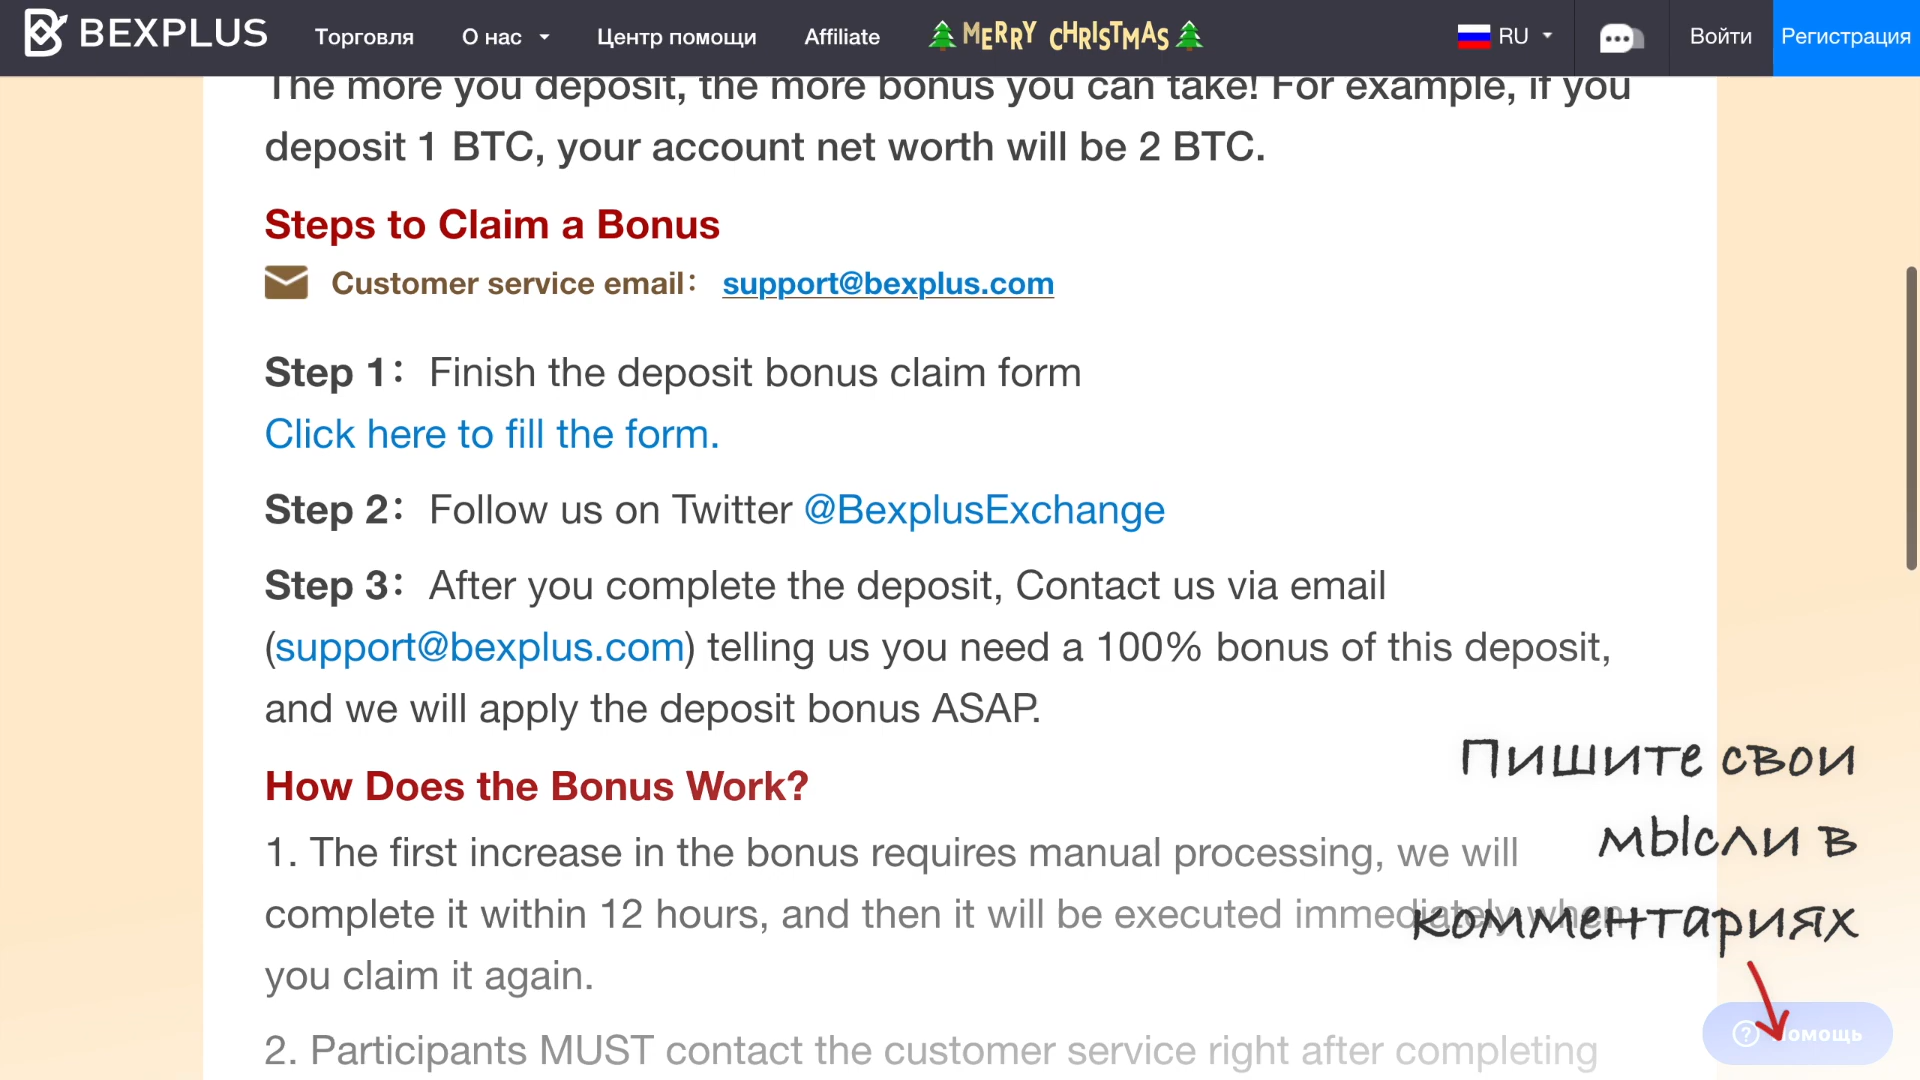 BEXPLUS Торговля О нас Центр помощи Affiliate MERRY CHRISTMAS RU Войти Регистрация
The more you deposit, the more bonus you can take! For example, if you
deposit 1 BTC, your account net worth will be 2 BTC.
Steps to Claim a Bonus
Customer service email: support@bexplus.com
Step 1: Finish the deposit bonus claim form
Click here to fill the form.
Step 2: Follow us on Twitter @BexplusExchange
Step 3: After you complete the deposit, Contact us via email
(support@bexplus.com) telling us you need a 100% bonus of this deposit,
and we will apply the deposit bonus ASAP.
How Does the Bonus Work?
1. The first increase in the bonus requires manual processing, we will
complete it within 12 hours, and then it will be executed immediately when
you claim it again.
2. Participants MUST contact the customer service right after completing
Пишите свои
мысли в
комментариях
Помощь